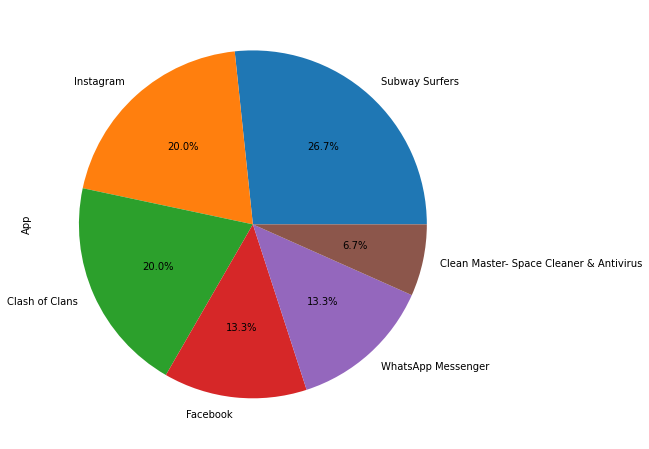 Instagram
Subway Surfers
20.0%
26.7%
App
6.7%
Clean Master- Space Cleaner & Antivirus
20.0%
13.3%
Clash of Clans
13.3%
WhatsApp Messenger
Facebook